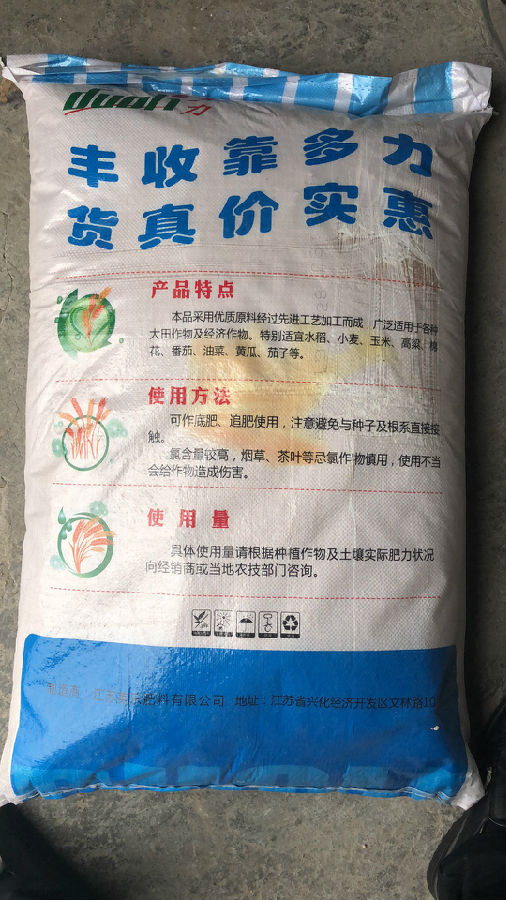 力
丰收靠多力
货真价实惠
产品特点
本品采用优质原料经过先进工艺加工而成 广泛适用于各种
大田作物及经济作物。特别适宜水稻、小麦、玉米、高粱、棉
花、番茄、油菜、黄瓜、茄了等。
使用方法
可作底肥、追肥使用，注意避免与种子及根系直接接
触。
氯含量较高，烟草、茶叶等忌氯作物慎用，使用不当
会给作物造成伤害。
使用量
具体使用量请根据种植作物及土壤实际肥力状况
向经销商或当地农技部门咨询。
制造商：江苏 肥料有限公司 地址：江苏省兴化经济开发区文林路10